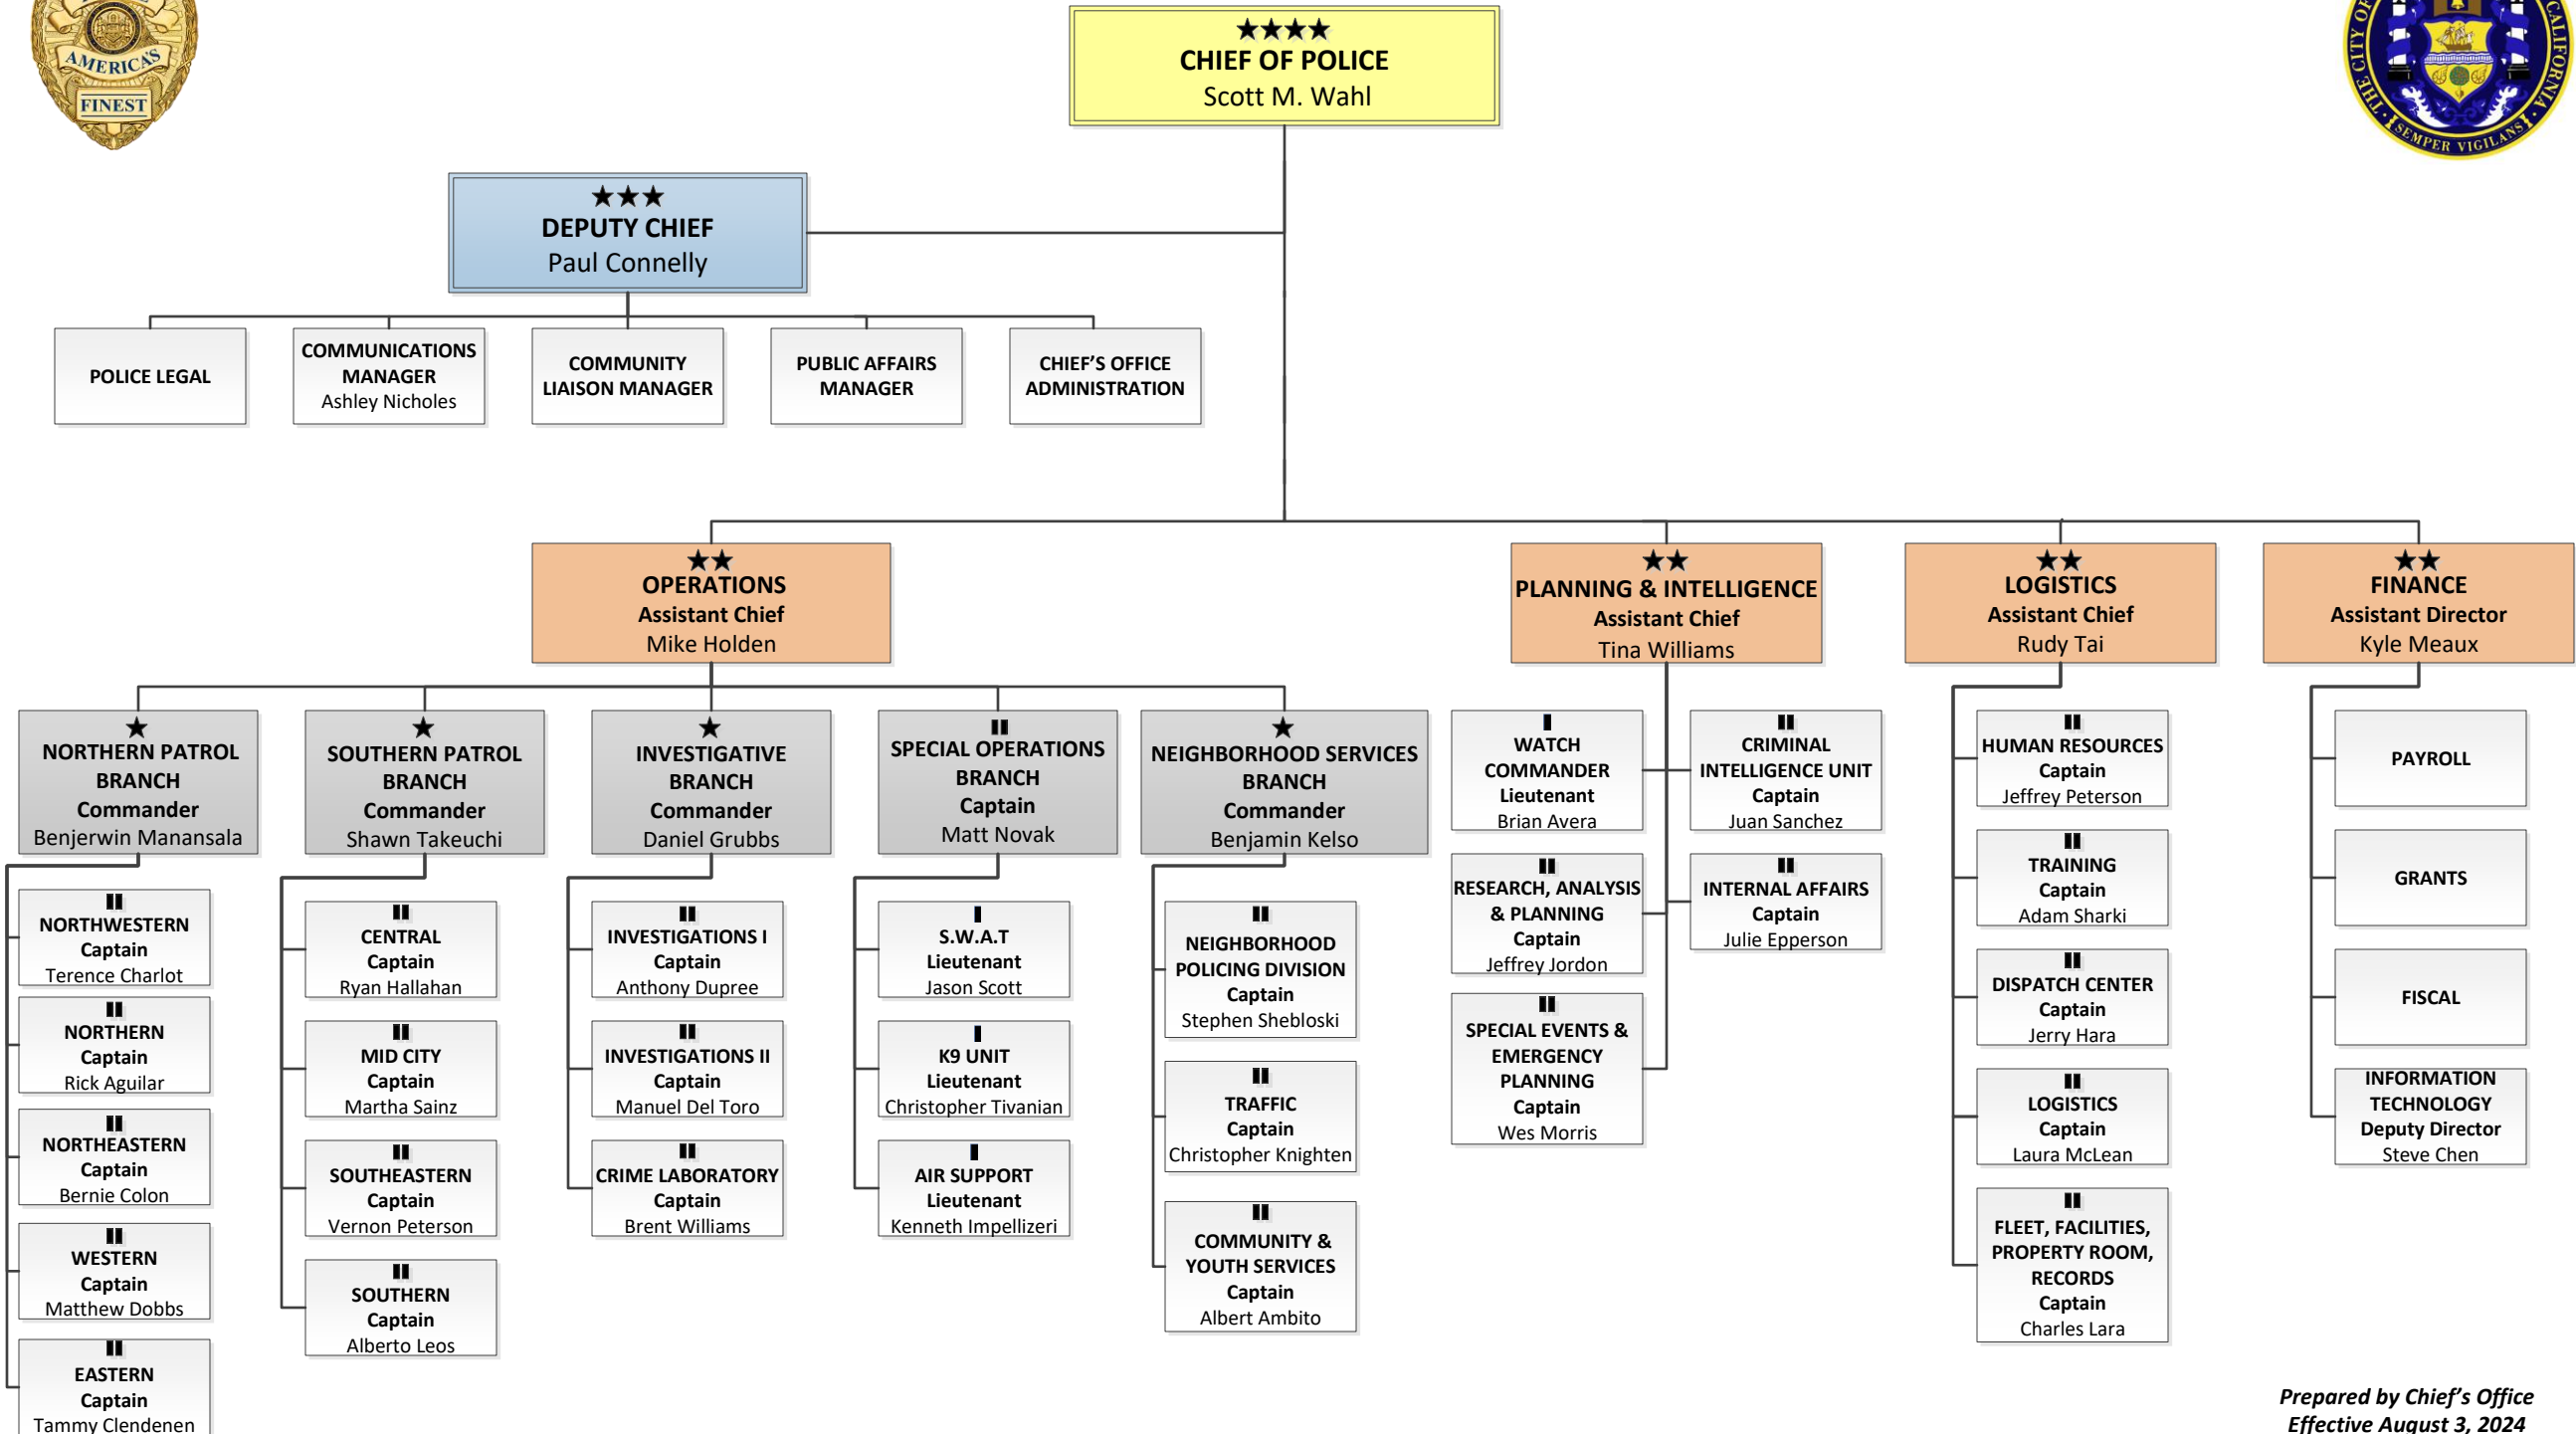 AMERICA'S
FINEST
★★★★
CHIEF OF POLICE
Scott M. Wahl
THE CITY OF
CALIFORNIA
SEMPER VIGILANS
★★★
DEPUTY CHIEF
Paul Connelly
POLICE LEGAL
COMMUNICATIONS
MANAGER
Ashley Nicholes
COMMUNITY
LIAISON MANAGER
PUBLIC AFFAIRS
MANAGER
CHIEF’S OFFICE
ADMINISTRATION
★★
OPERATIONS
Assistant Chief
Mike Holden
★★
PLANNING & INTELLIGENCE
Assistant Chief
Tina Williams
★★
LOGISTICS
Assistant Chief
Rudy Tai
★★
FINANCE
Assistant Director
Kyle Meaux
★
NORTHERN PATROL
BRANCH
Commander
Benjerwin Manansala
★
SOUTHERN PATROL
BRANCH
Commander
Shawn Takeuchi
★
INVESTIGATIVE
BRANCH
Commander
Daniel Grubbs
SPECIAL OPERATIONS
BRANCH
Captain
Matt Novak
★
NEIGHBORHOOD SERVICES
BRANCH
Commander
Benjamin Kelso
NORTHWESTERN
Captain
Terence Charlot
NORTHERN
Captain
Rick Aguilar
NORTHEASTERN
Captain
Bernie Colon
WESTERN
Captain
Matthew Dobbs
EASTERN
Captain
Tammy Clendenen
CENTRAL
Captain
Ryan Hallahan
MID CITY
Captain
Martha Sainz
SOUTHEASTERN
Captain
Vernon Peterson
SOUTHERN
Captain
Alberto Leos
INVESTIGATIONS I
Captain
Anthony Dupree
INVESTIGATIONS II
Captain
Manuel Del Toro
CRIME LABORATORY
Captain
Brent Williams
S.W.A.T
Lieutenant
Jason Scott
K9 UNIT
Lieutenant
Christopher Tivanian
AIR SUPPORT
Lieutenant
Kenneth Impellizeri
NEIGHBORHOOD
POLICING DIVISION
Captain
Stephen Shebloski
TRAFFIC
Captain
Christopher Knighten
COMMUNITY &
YOUTH SERVICES
Captain
Albert Ambito
WATCH
COMMANDER
Lieutenant
Brian Avera
RESEARCH, ANALYSIS
& PLANNING
Captain
Jeffrey Jordon
SPECIAL EVENTS &
EMERGENCY
PLANNING
Captain
Wes Morris
CRIMINAL
INTELLIGENCE UNIT
Captain
Juan Sanchez
INTERNAL AFFAIRS
Captain
Julie Epperson
HUMAN RESOURCES
Captain
Jeffrey Peterson
TRAINING
Captain
Adam Sharki
DISPATCH CENTER
Captain
Jerry Hara
LOGISTICS
Captain
Laura McLean
FLEET, FACILITIES,
PROPERTY ROOM,
RECORDS
Captain
Charles Lara
PAYROLL
GRANTS
FISCAL
INFORMATION
TECHNOLOGY
Deputy Director
Steve Chen
Prepared by Chief’s Office
Effective August 3, 2024